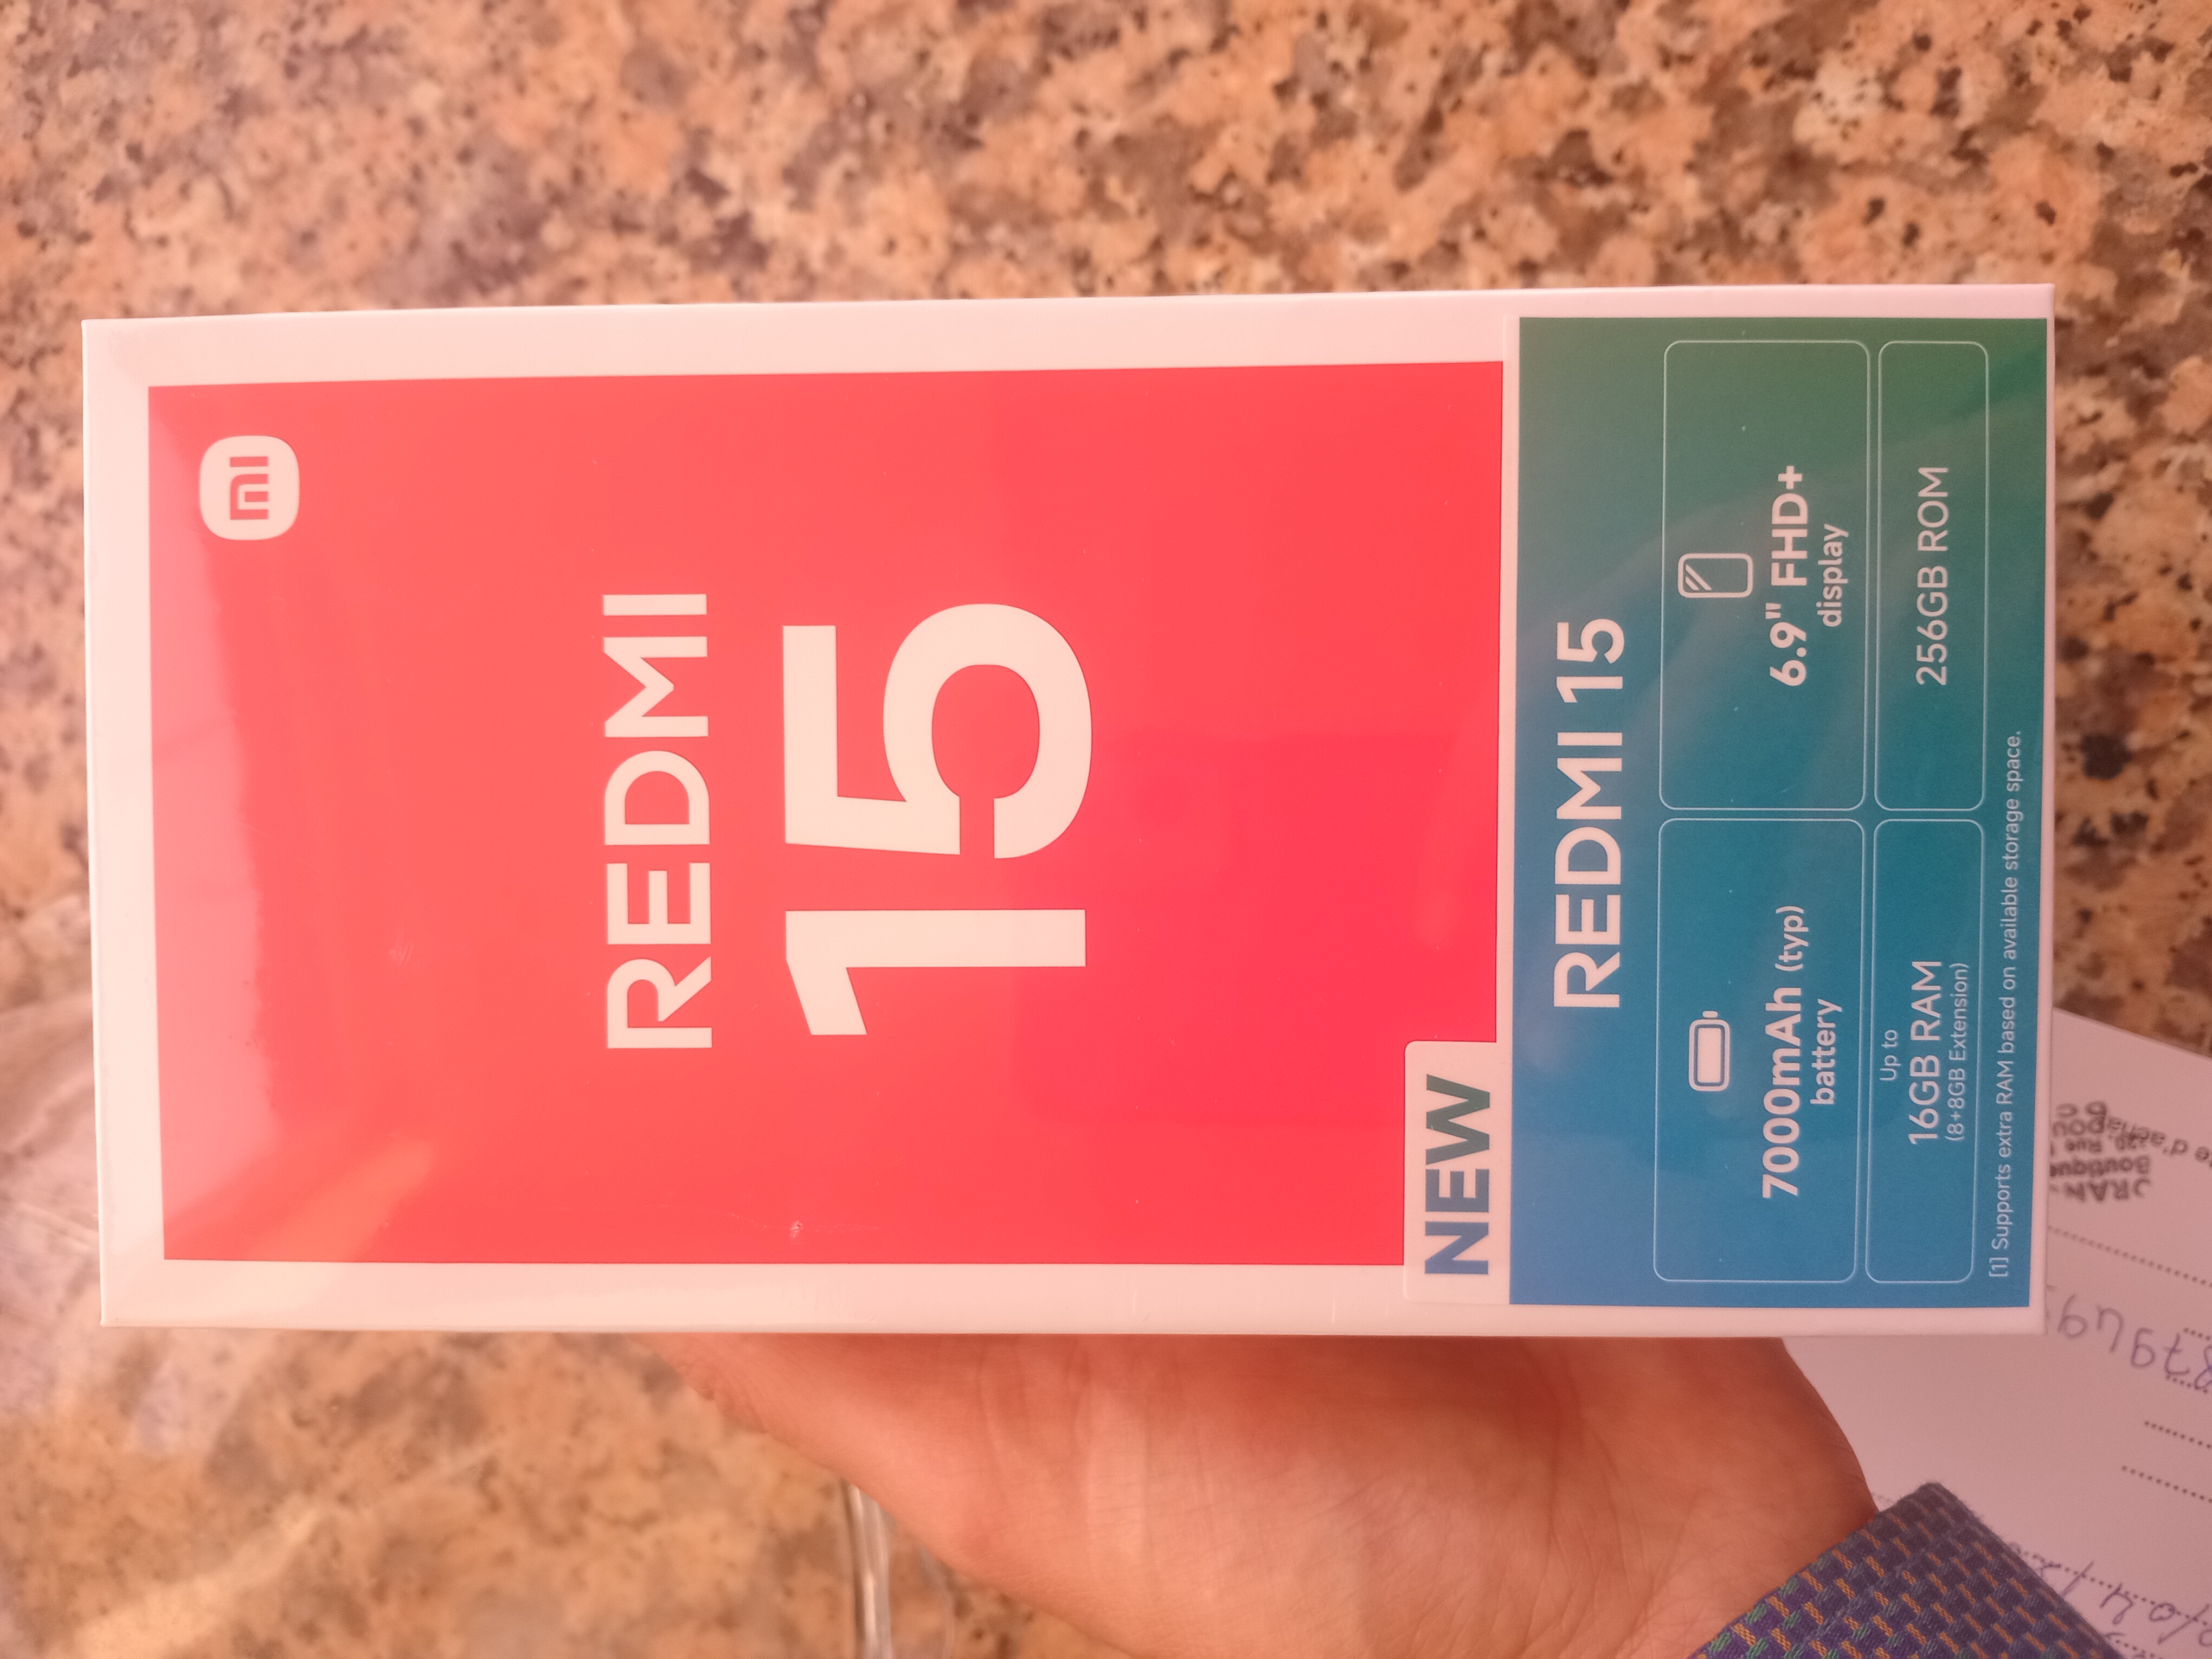 mi
REDMI
15
NEW
REDMI 15
7000mAh (typ)
battery
6.9" FHD+
display
Up to
16GB RAM
(8+8GB Extension)
256GB ROM
[1] Supports extra RAM based on available storage space.
Boutique